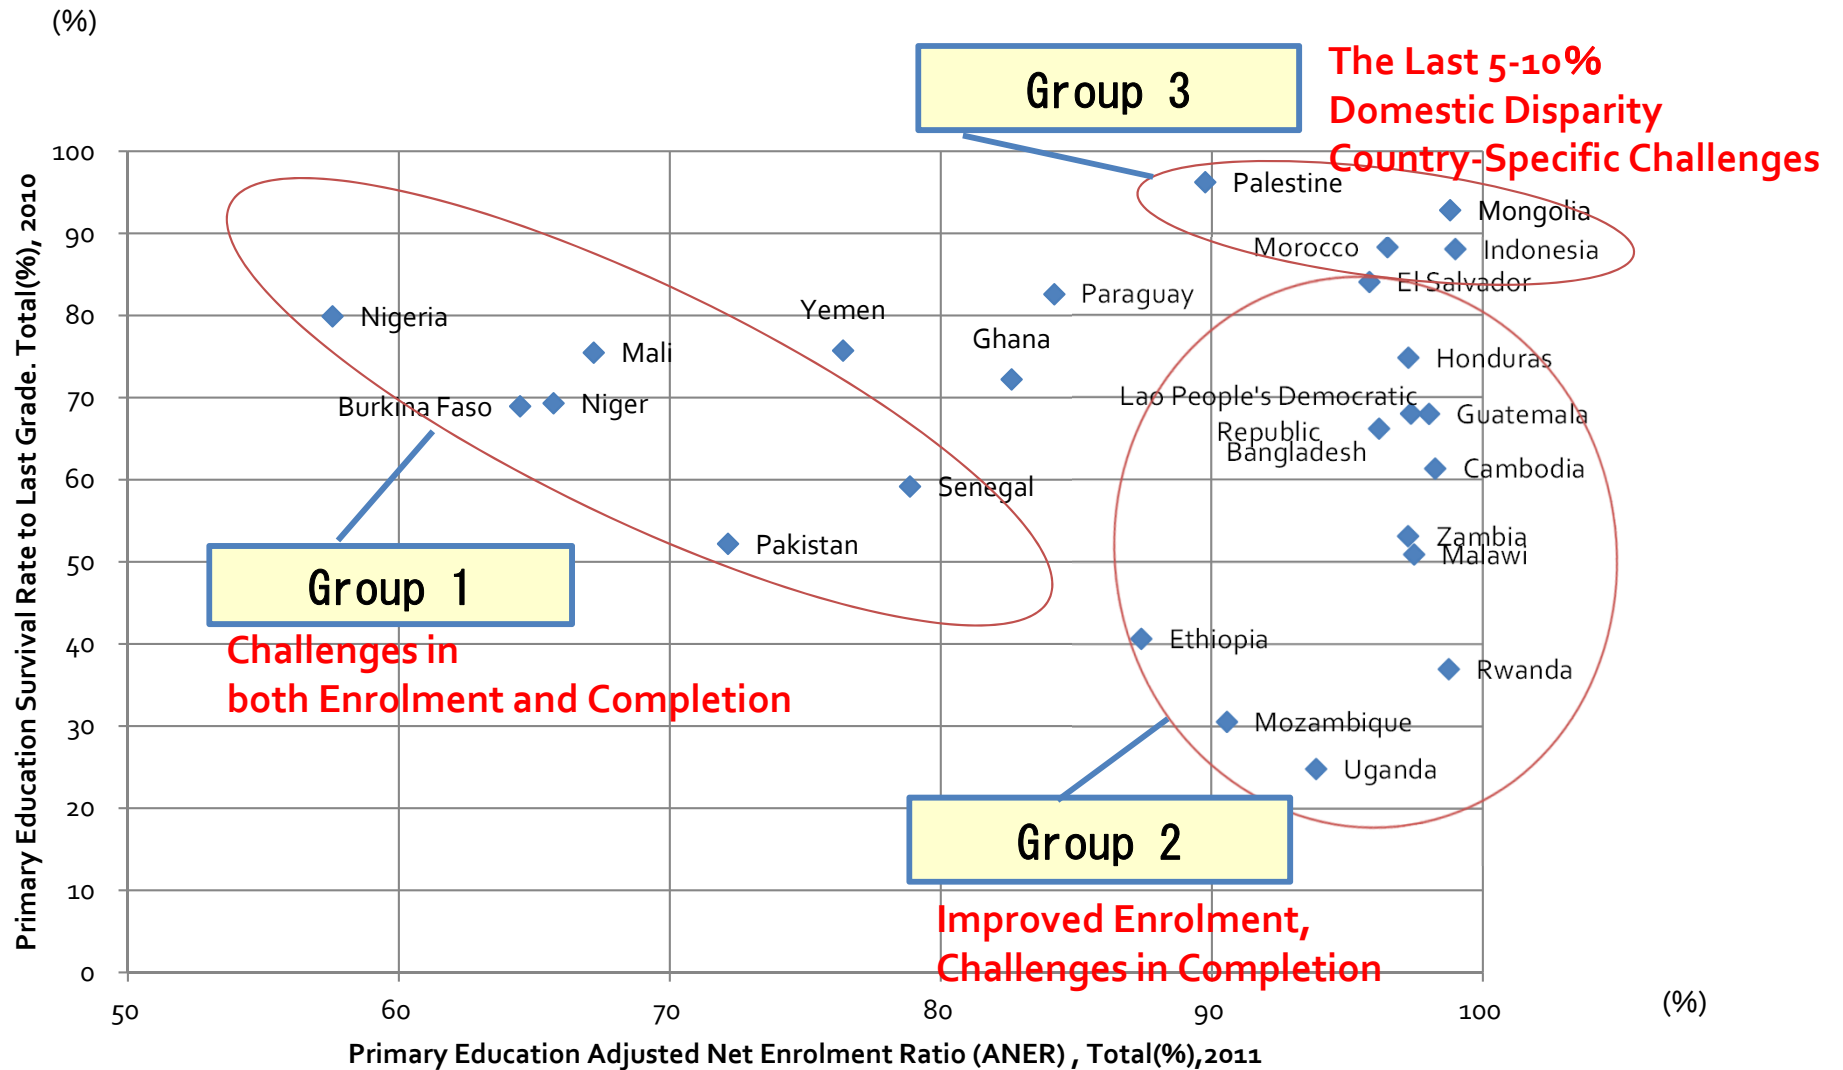 (%)
Group 3
The Last 5-10%
Domestic Disparity
Country-Specific Challenges
100
90
80
70
60
50
40
30
20
10
0
Primary Education Survival Rate to Last Grade. Total(%), 2010
Palestine
Mongolia
Morocco
Indonesia
El Salvador
Paraguay
Yemen
Nigeria
Ghana
Mali
Honduras
Burkina Faso
Niger
Lao People's Democratic
Republic
Guatemala
Bangladesh
Cambodia
Senegal
Pakistan
Zambia
Malawi
Group 1
Challenges in
both Enrolment and Completion
Ethiopia
Rwanda
Mozambique
Uganda
Group 2
Improved Enrolment,
Challenges in Completion
50
60
70
80
90
100
(%)
Primary Education Adjusted Net Enrolment Ratio (ANER) , Total(%),2011